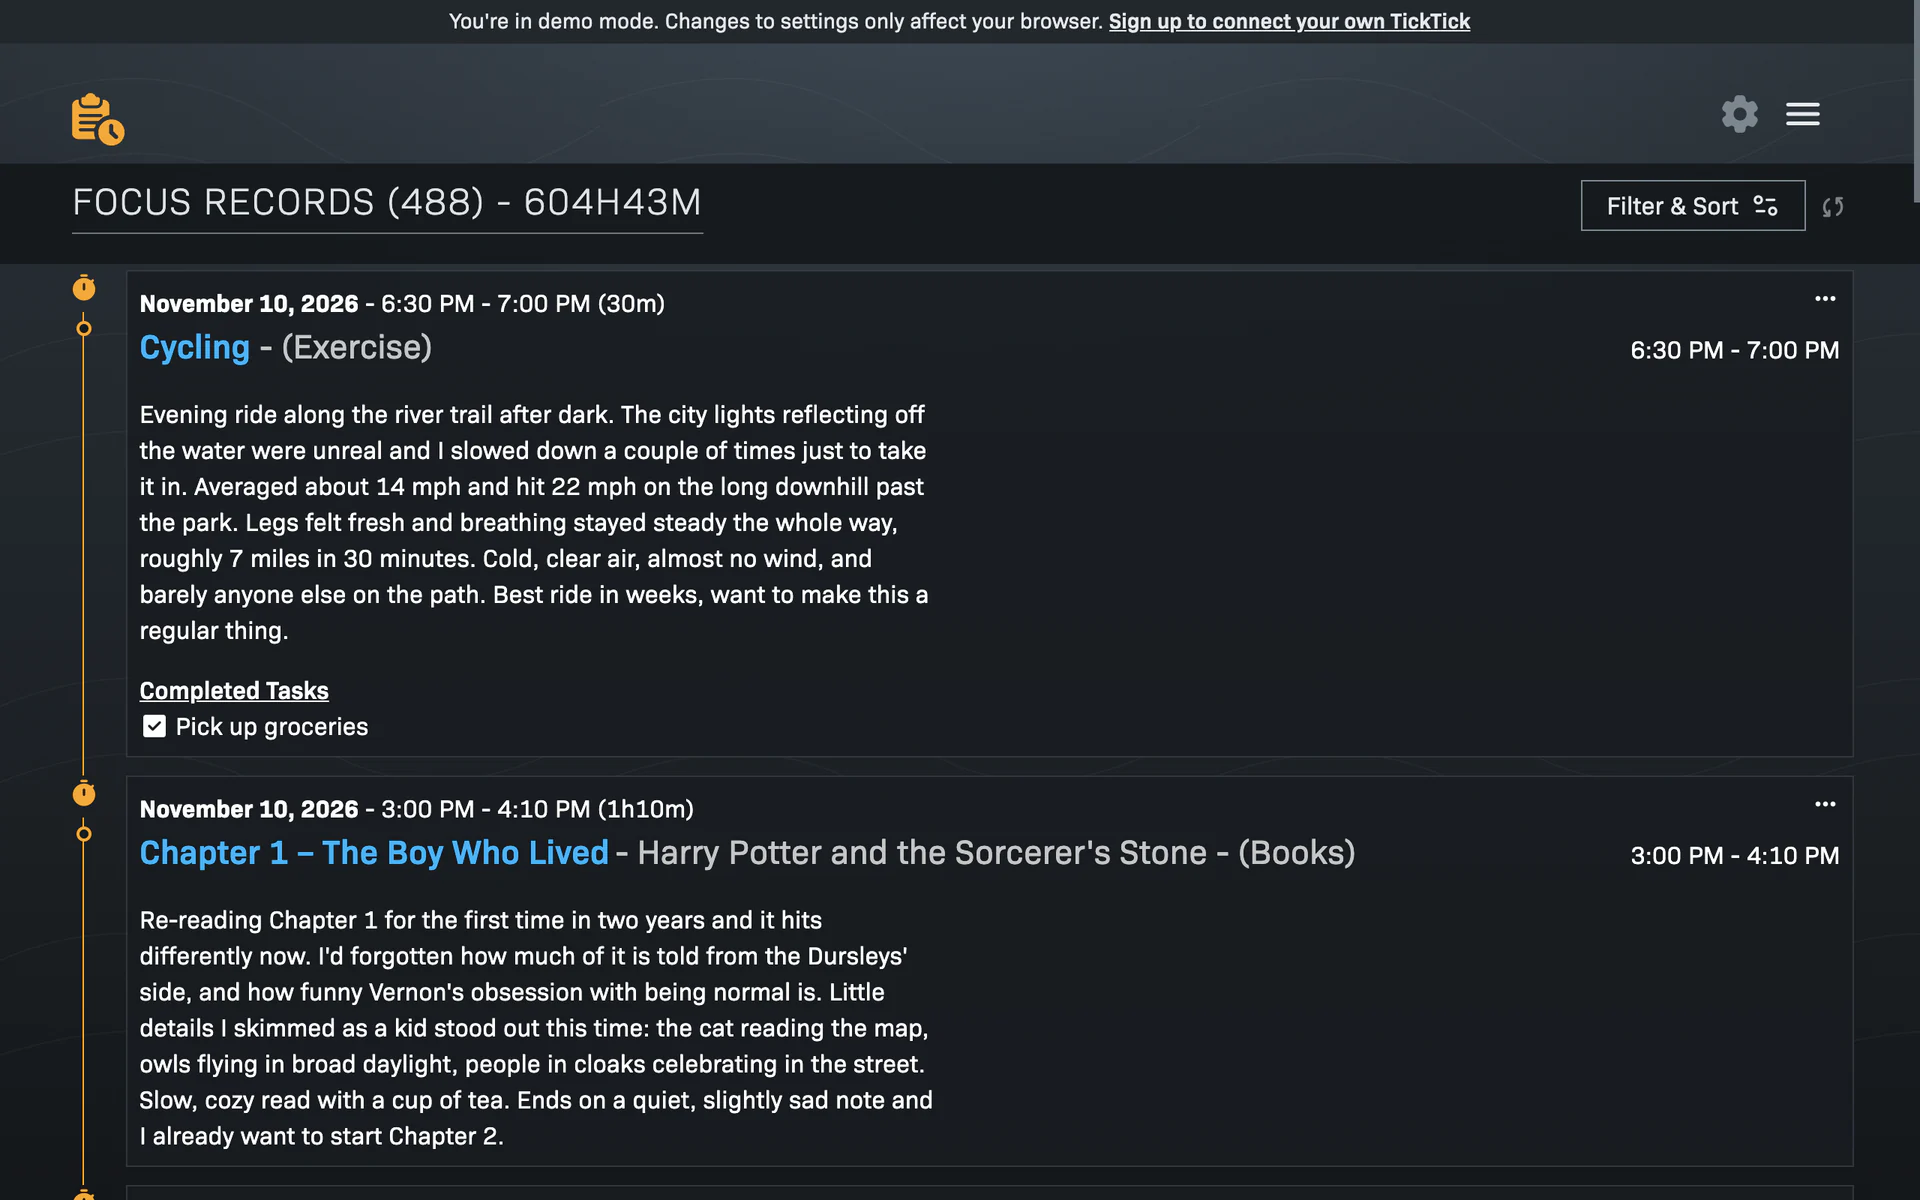 You're in demo mode. Changes to settings only affect your browser. Sign up to connect your own TickTick
FOCUS RECORDS (488) - 604H43M
Filter & Sort
November 10, 2026 - 6:30 PM - 7:00 PM (30m)
Cycling - (Exercise)
6:30 PM - 7:00 PM
Evening ride along the river trail after dark. The city lights reflecting off
the water were unreal and I slowed down a couple of times just to take
it in. Averaged about 14 mph and hit 22 mph on the long downhill past
the park. Legs felt fresh and breathing stayed steady the whole way,
roughly 7 miles in 30 minutes. Cold, clear air, almost no wind, and
barely anyone else on the path. Best ride in weeks, want to make this a
regular thing.
Completed Tasks
Pick up groceries
November 10, 2026 - 3:00 PM - 4:10 PM (1h10m)
Chapter 1 – The Boy Who Lived - Harry Potter and the Sorcerer's Stone - (Books)
3:00 PM - 4:10 PM
Re-reading Chapter 1 for the first time in two years and it hits
differently now. I'd forgotten how much of it is told from the Dursleys'
side, and how funny Vernon's obsession with being normal is. Little
details I skimmed as a kid stood out this time: the cat reading the map,
owls flying in broad daylight, people in cloaks celebrating in the street.
Slow, cozy read with a cup of tea. Ends on a quiet, slightly sad note and
I already want to start Chapter 2.